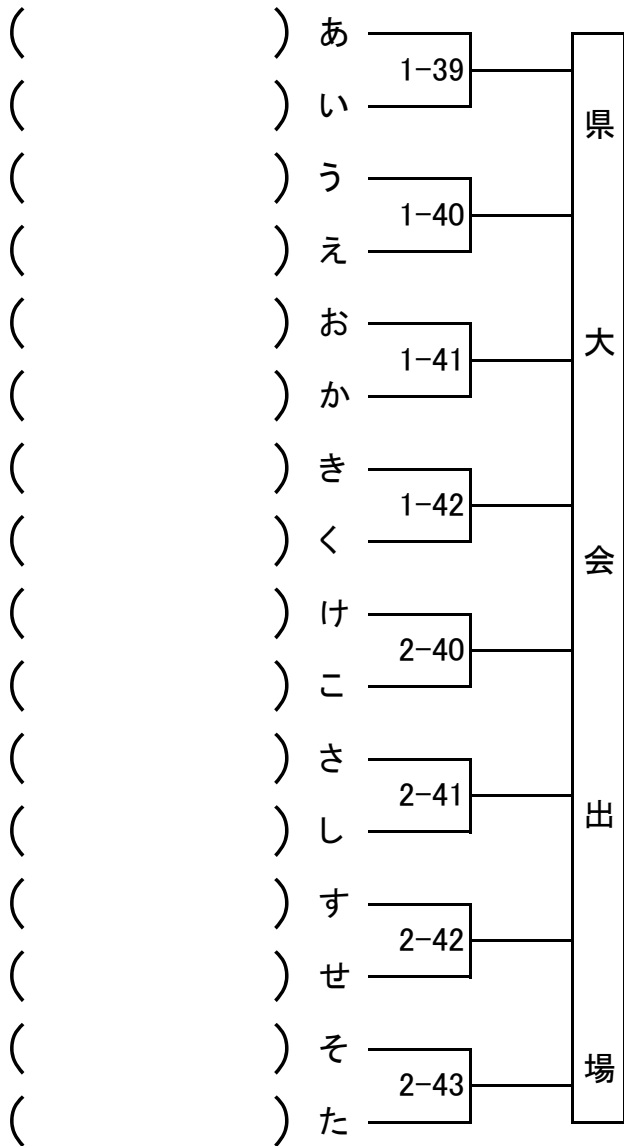 ( ) あ
1-39
( ) い
( ) う
1-40
( ) え
( ) お
1-41
( ) か
( ) き
1-42
( ) く
( ) け
2-40
( ) こ
( ) さ
2-41
( ) し
( ) す
2-42
( ) せ
( ) そ
2-43
( ) た
県大会出場